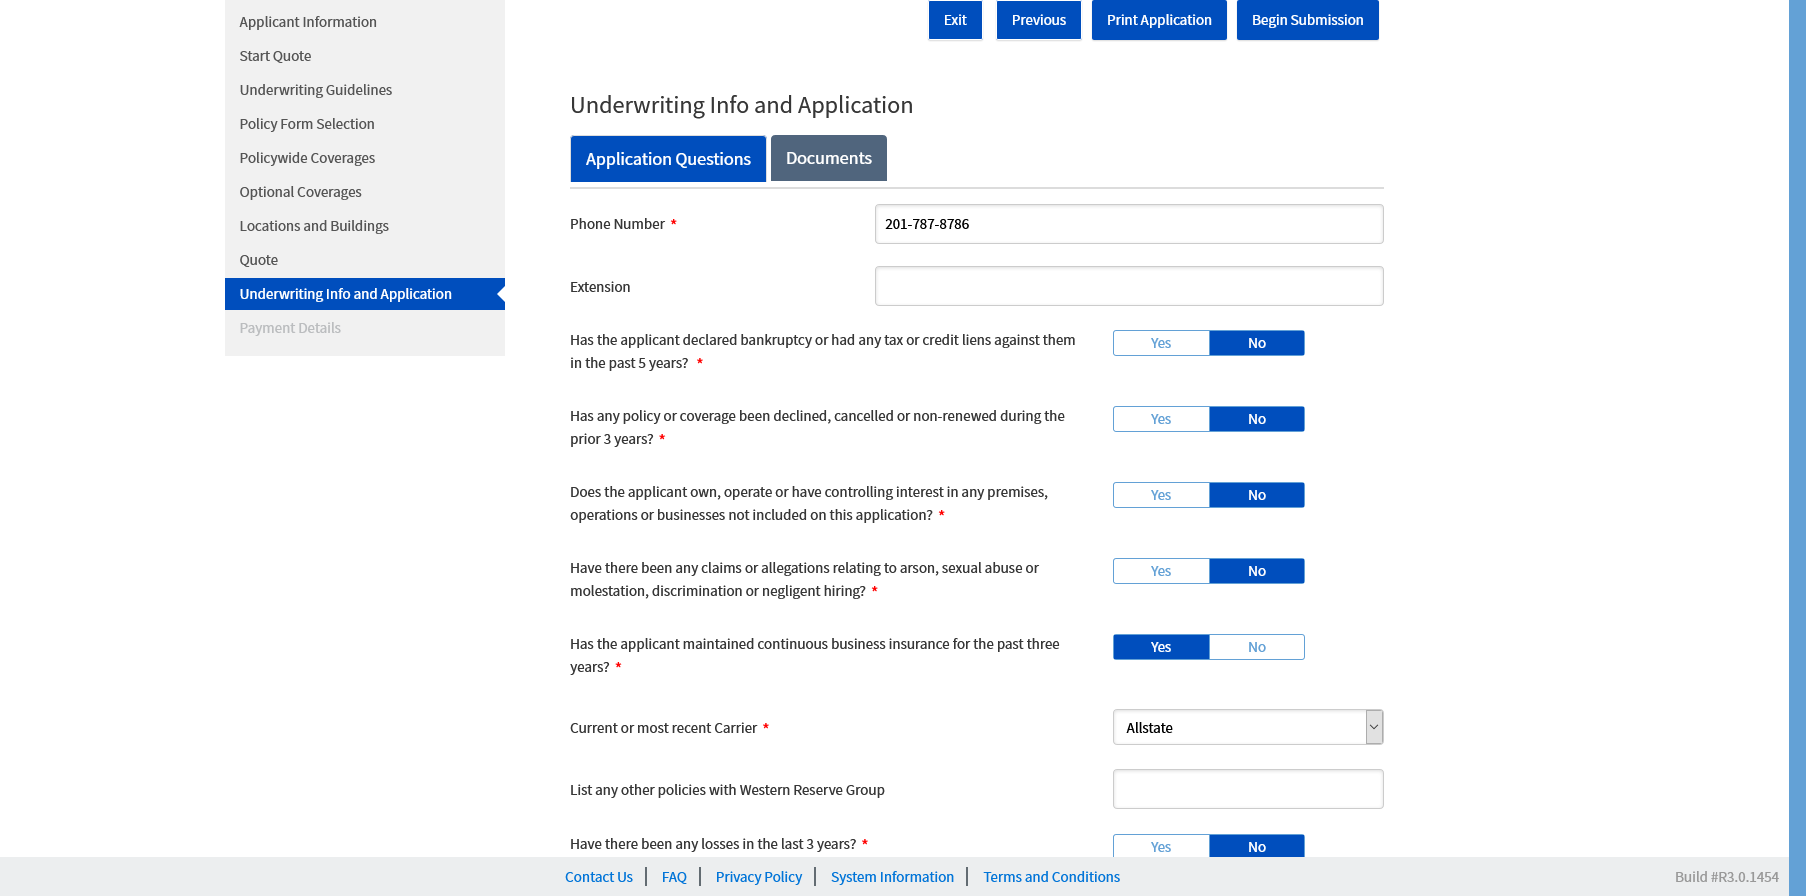 Applicant Information
Start Quote
Underwriting Guidelines
Policy Form Selection
Policywide Coverages
Optional Coverages
Locations and Buildings
Quote
Underwriting Info and Application
Payment Details
Exit
Previous
Print Application
Begin Submission
Underwriting Info and Application
Application Questions
Documents
Phone Number *
201-787-8786
Extension
Has the applicant declared bankruptcy or had any tax or credit liens against them
in the past 5 years? *
Yes No
Has any policy or coverage been declined, cancelled or non-renewed during the
prior 3 years? *
Yes No
Does the applicant own, operate or have controlling interest in any premises,
operations or businesses not included on this application? *
Yes No
Have there been any claims or allegations relating to arson, sexual abuse or
molestation, discrimination or negligent hiring? *
Yes No
Has the applicant maintained continuous business insurance for the past three
years? *
Yes No
Current or most recent Carrier *
Allstate
List any other policies with Western Reserve Group
Have there been any losses in the last 3 years? *
Yes No
Contact Us | FAQ | Privacy Policy | System Information | Terms and Conditions
Build #R3.0.1454